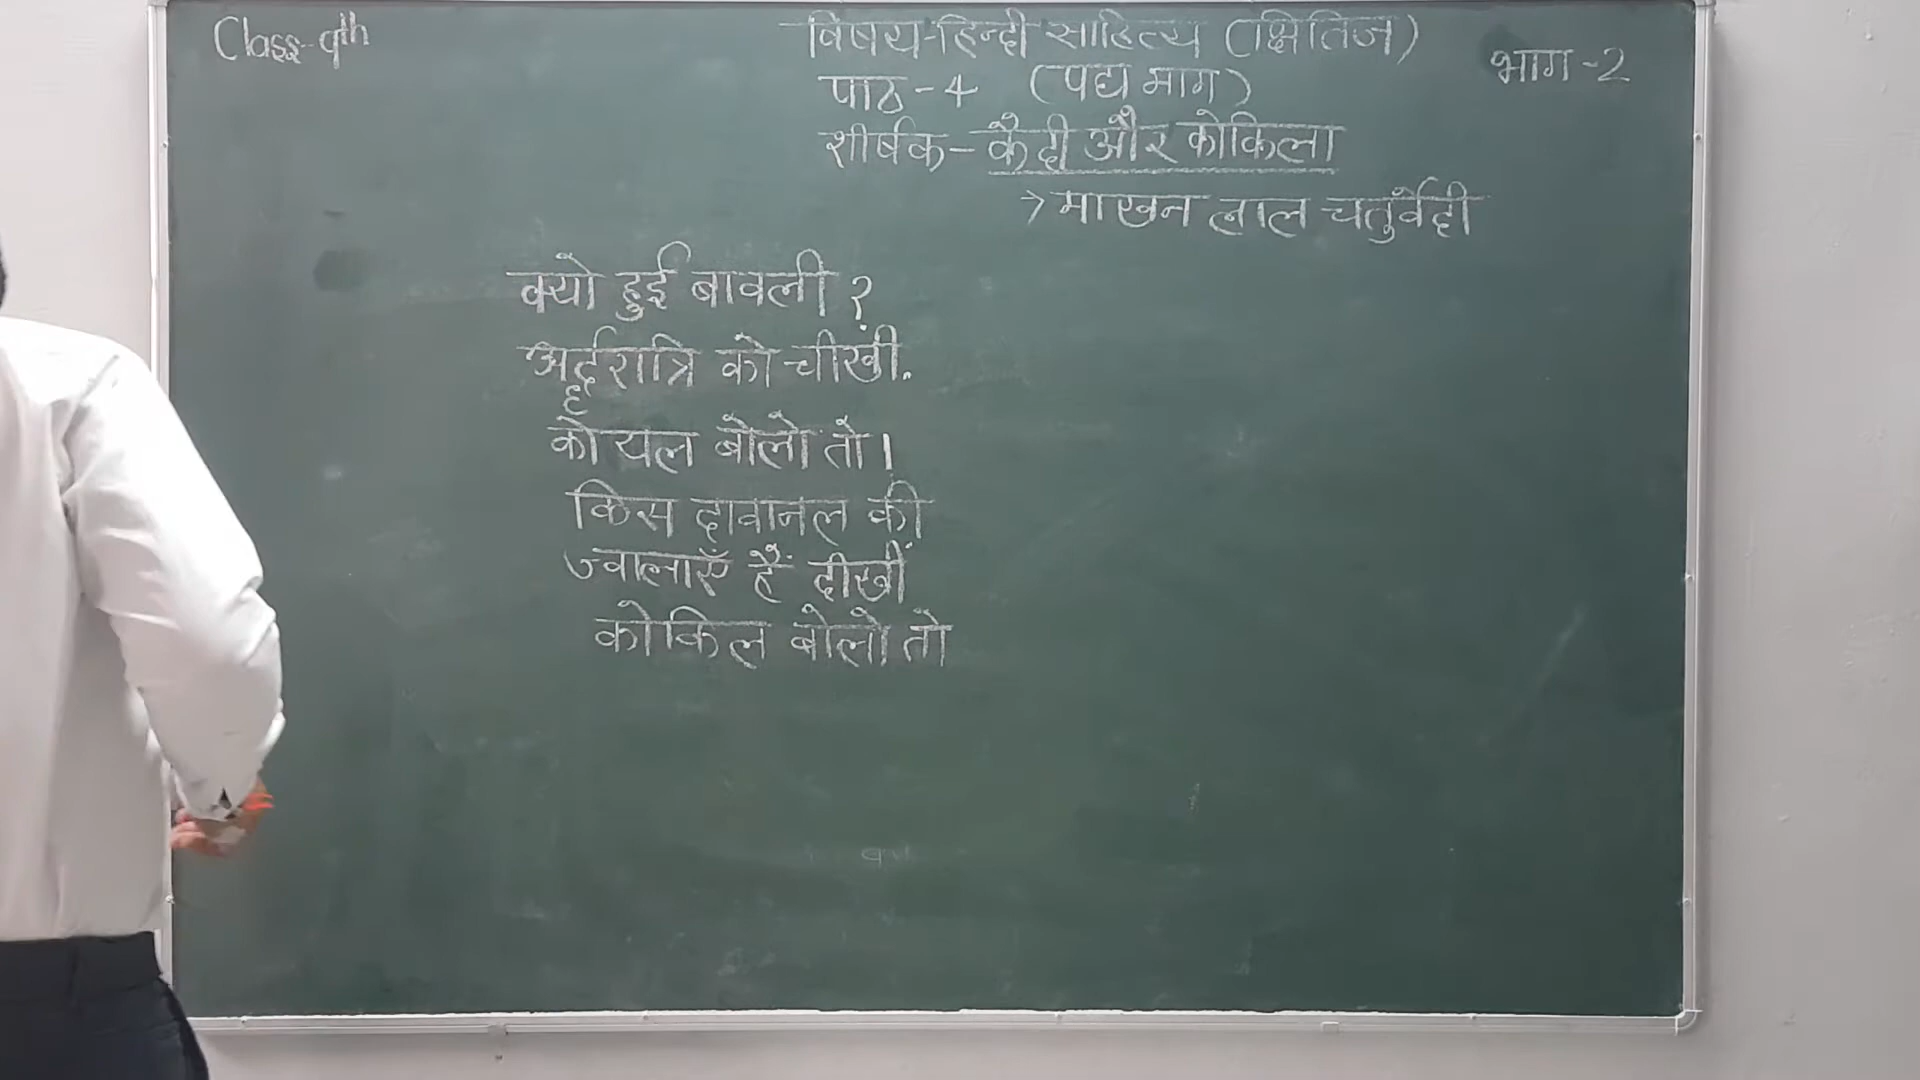 Class-9th
विषय-हिन्दी साहित्य (क्षितिज)
भाग-2
पाठ-4 (पद्य भाग)
शीर्षक-कैदी और कोकिला
→माखन लाल चतुर्वेदी
क्यो हुई बावली?
अर्द्धरात्रि को चीखी.
कोयल बोलो तो।
किस दावानल की
ज्वालाएँ हैं दीखीं
कोकिल बोलो तो